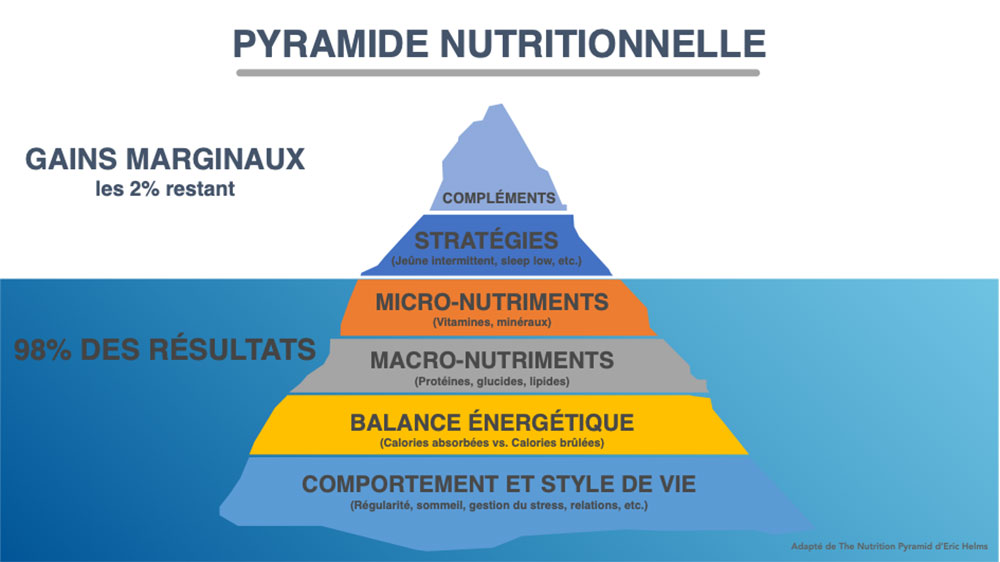 PYRAMIDE NUTRITIONNELLE
GAINS MARGINAUX
les 2% restant
COMPLÉMENTS
STRATÉGIES
(Jeûne intermittent, sleep low, etc.)
MICRO-NUTRIMENTS
(Vitamines, minéraux)
98% DES RÉSULTATS
MACRO-NUTRIMENTS
(Protéines, glucides, lipides)
BALANCE ÉNERGÉTIQUE
(Calories absorbées vs. Calories brûlées)
COMPORTEMENT ET STYLE DE VIE
(Régularité, sommeil, gestion du stress, relations, etc.)
Adapté de The Nutrition Pyramid d'Eric Helms